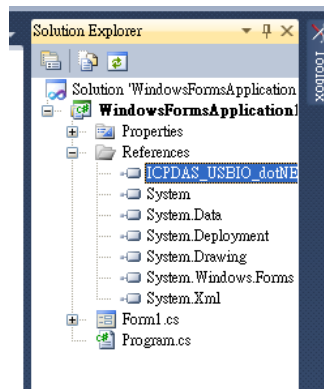 Solution Explorer
Toolbox
Solution 'WindowsFormsApplication
WindowsFormsApplication1
Properties
References
ICPDAS_USBIO_dotNE
System
System.Data
System.Deployment
System.Drawing
System.Windows.Forms
System.Xml
Form1.cs
Program.cs